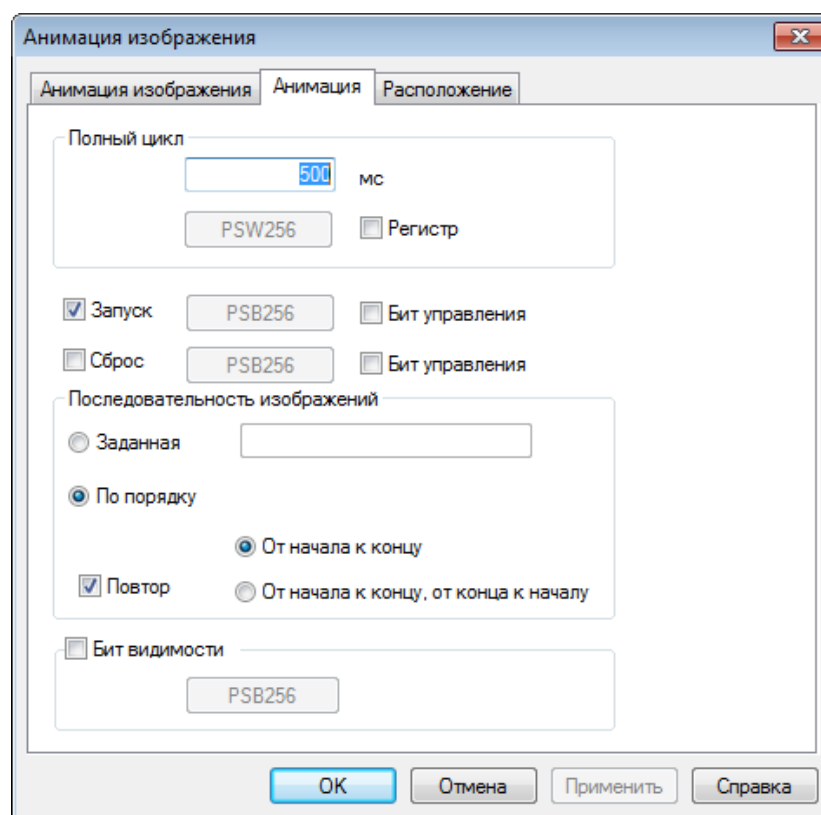 Анимация изображения
Анимация изображения Анимация Расположение
Полный цикл
500 мс
PSW256 Регистр
Запуск PSB256 Бит управления
Сброс PSB256 Бит управления
Последовательность изображений
Заданная
По порядку
От начала к концу
Повтор От начала к концу, от конца к началу
Бит видимости
PSB256
OK Отмена Применить Справка